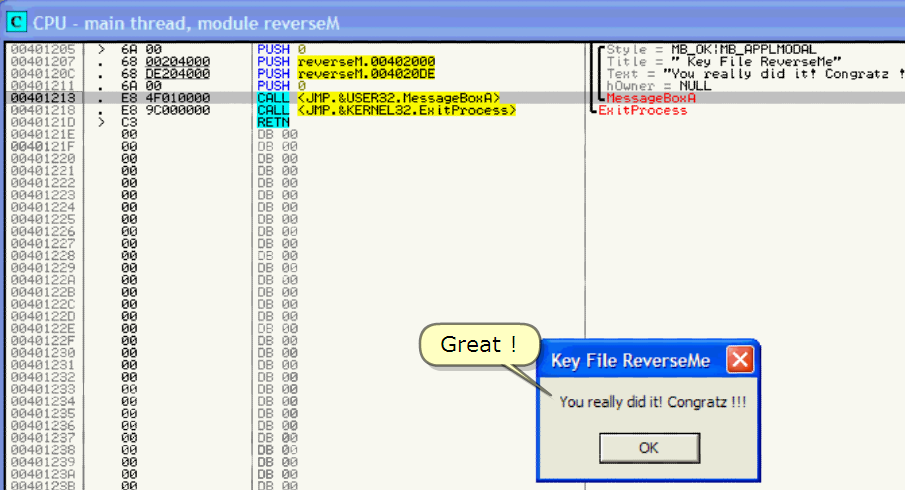 C CPU - main thread, module reverseM
00401205 > 6A 00 PUSH 0 Style = MB_OK|MB_APPLMODAL
00401207 . 68 00204000 PUSH reverseM.00402000 Title = " Key File ReverseMe"
0040120C . 68 DE204000 PUSH reverseM.004020DE Text = "You really did it! Congratz !
00401211 . 6A 00 PUSH 0 hOwner = NULL
00401213 . E8 4F010000 CALL <JMP.&USER32.MessageBoxA> MessageBoxA
00401218 . E8 9C000000 CALL <JMP.&KERNEL32.ExitProcess> ExitProcess
0040121D > C3 RETN
0040121E 00 DB 00
0040121F 00 DB 00
00401220 00 DB 00
00401221 00 DB 00
00401222 00 DB 00
00401223 00 DB 00
00401224 00 DB 00
00401225 00 DB 00
00401226 00 DB 00
00401227 00 DB 00
00401228 00 DB 00
00401229 00 DB 00
0040122A 00 DB 00
0040122B 00 DB 00
0040122C 00 DB 00
0040122D 00 DB 00
0040122E 00 DB 00
0040122F 00 DB 00
00401230 00 DB 00
00401231 00 DB 00
00401232 00 DB 00
00401233 00 DB 00
00401234 00 DB 00
00401235 00 DB 00
00401236 00 DB 00
00401237 00 DB 00
00401238 00 DB 00
00401239 00 DB 00
0040123A 00 DB 00
0040123B 00 DB 00
Great !
Key File ReverseMe
You really did it! Congratz !!!
OK